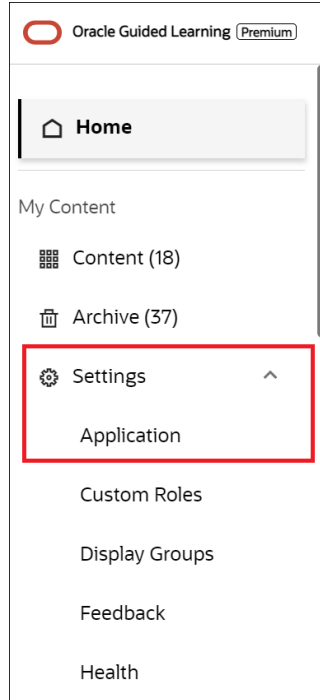 Oracle Guided Learning Premium
Home
My Content
Content (18)
Archive (37)
Settings
Application
Custom Roles
Display Groups
Feedback
Health